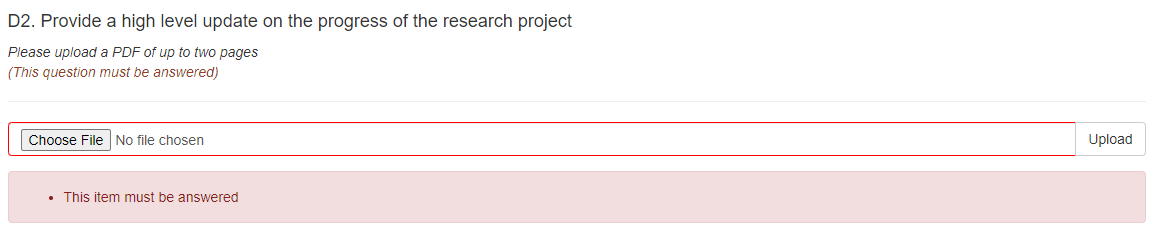 D2. Provide a high level update on the progress of the research project
Please upload a PDF of up to two pages
(This question must be answered)
Choose File No file chosen Upload
• This item must be answered